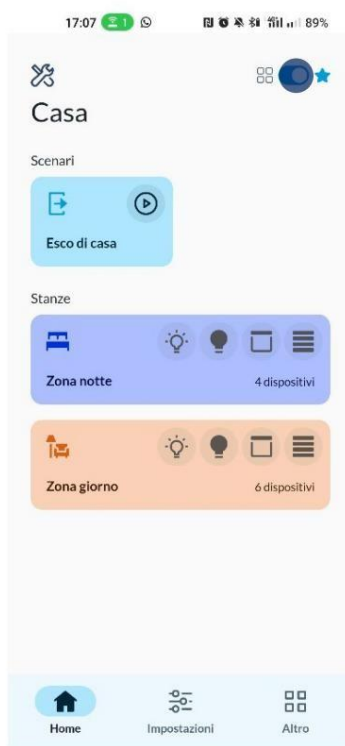 17:07 1 89%
Casa
Scenari
Esco di casa
Stanze
Zona notte
4 dispositivi
Zona giorno
6 dispositivi
Home Impostazioni Altro